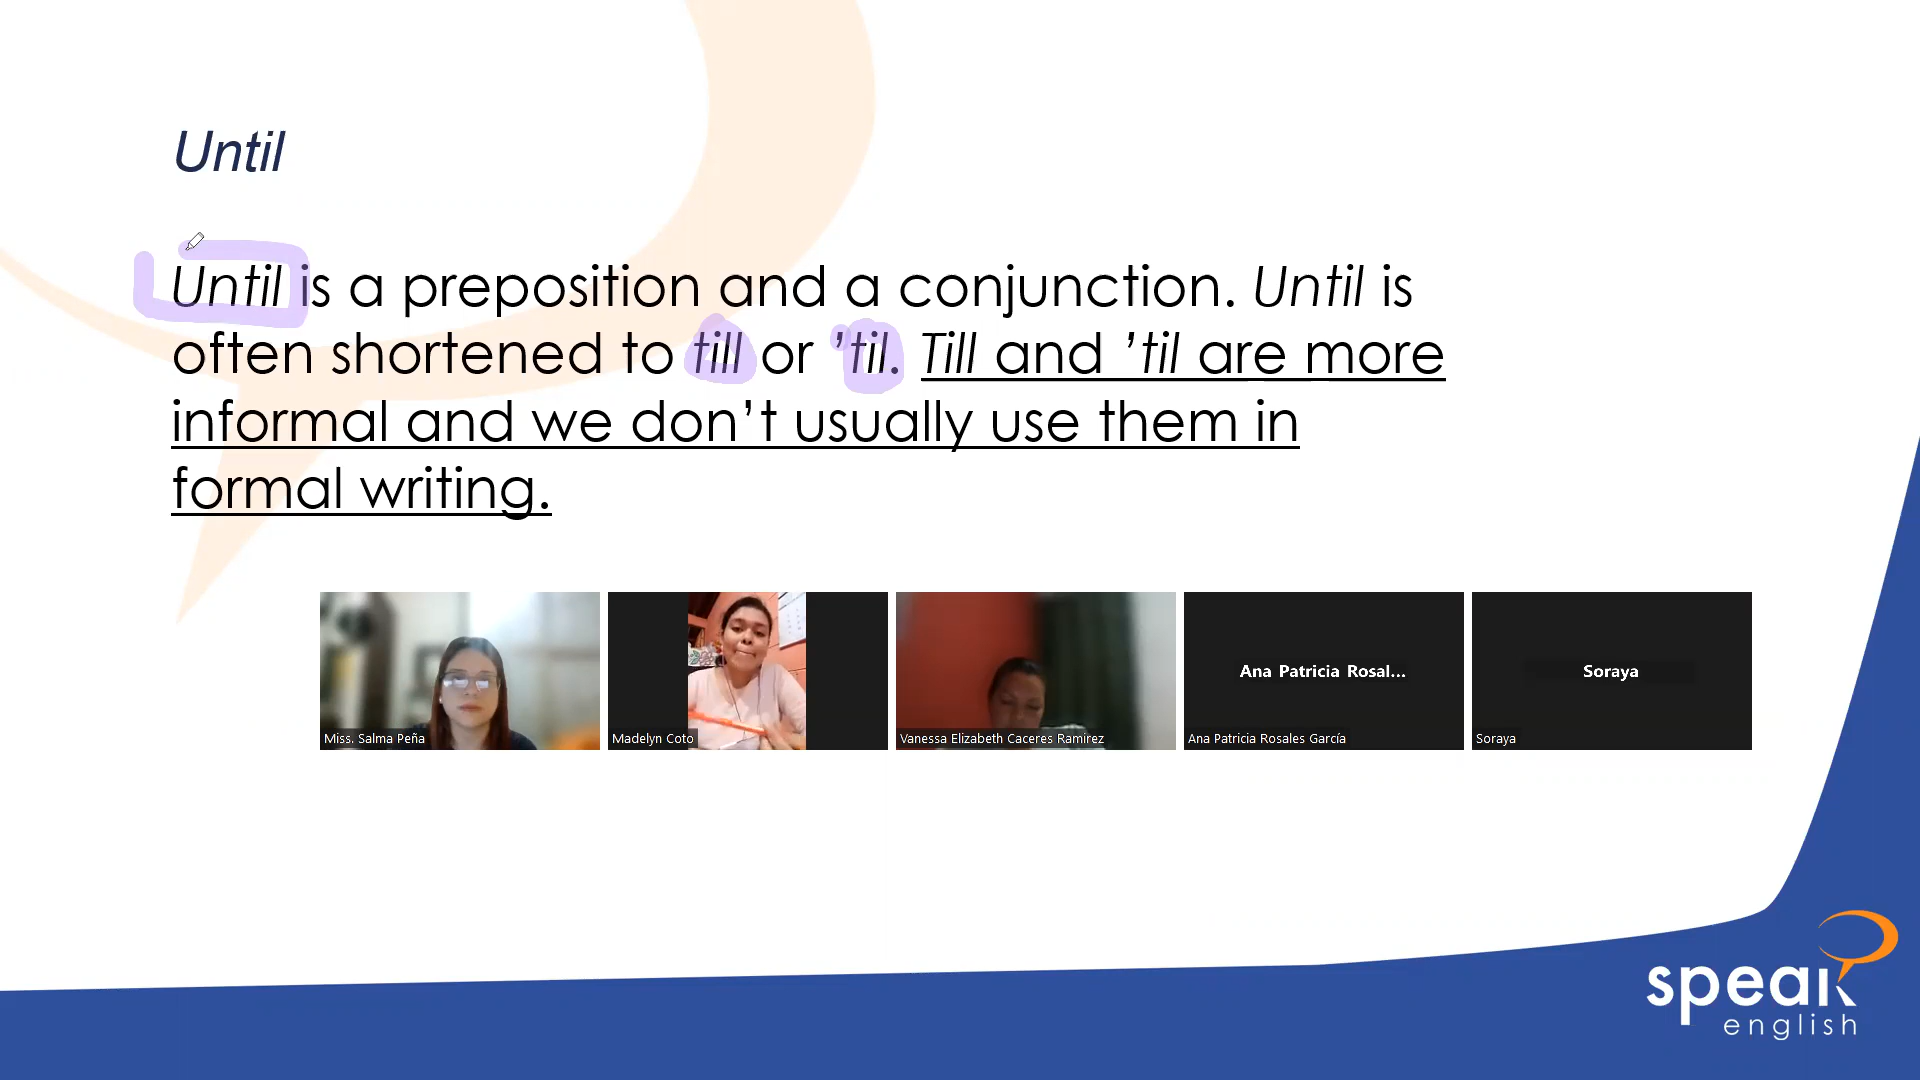 Until
Until is a preposition and a conjunction. Until is
often shortened to till or ’til. Till and ’til are more
informal and we don’t usually use them in
formal writing.
Ana Patricia Rosal...
Soraya
Miss. Salma Peña
Madelyn Coto
Vanessa Elizabeth Caceres Ramirez
Ana Patricia Rosales García
Soraya
speak
english